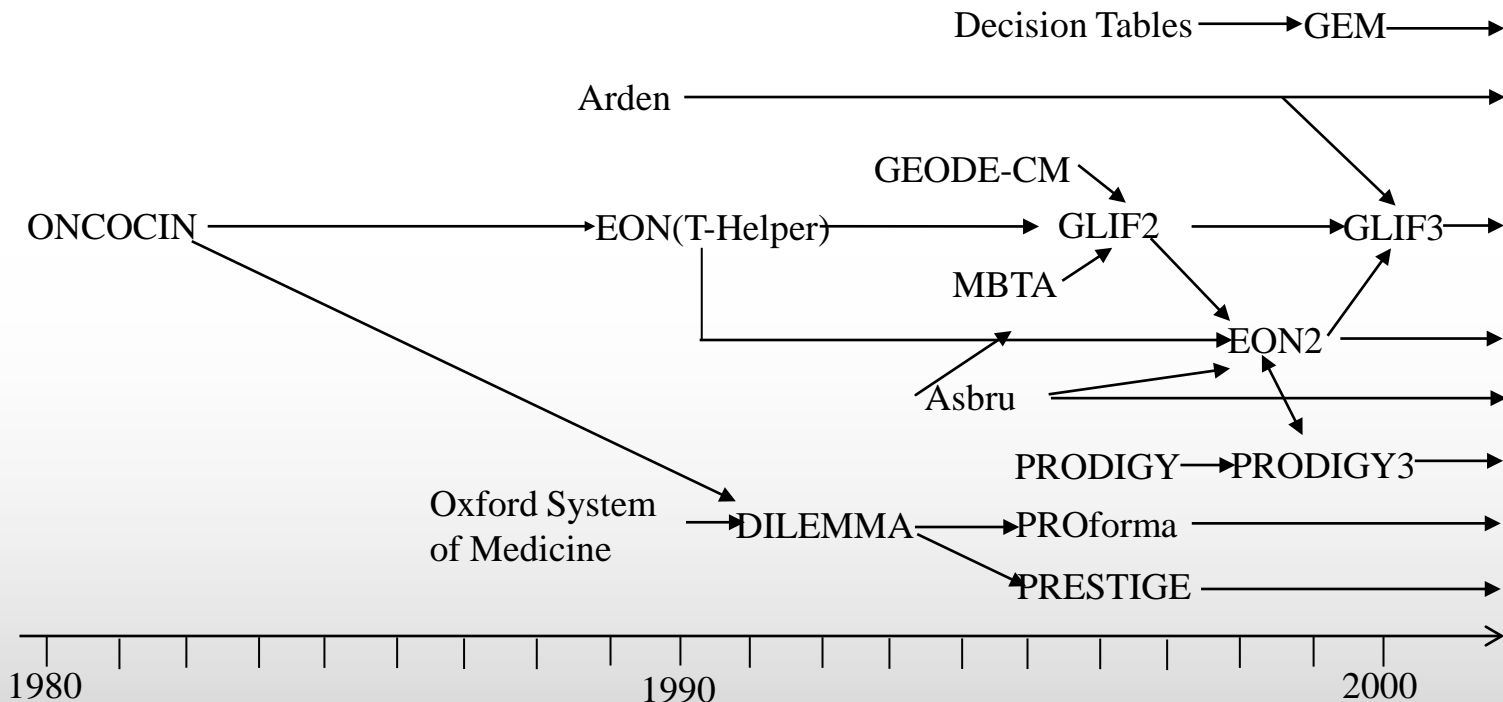 Decision Tables
GEM
Arden
GEODE-CM
ONCOCIN
EON(T-Helper)
GLIF2
GLIF3
MBTA
EON2
Asbru
PRODIGY
PRODIGY3
Oxford System
of Medicine
DILEMMA
PROforma
PRESTIGE
1980
1990
2000